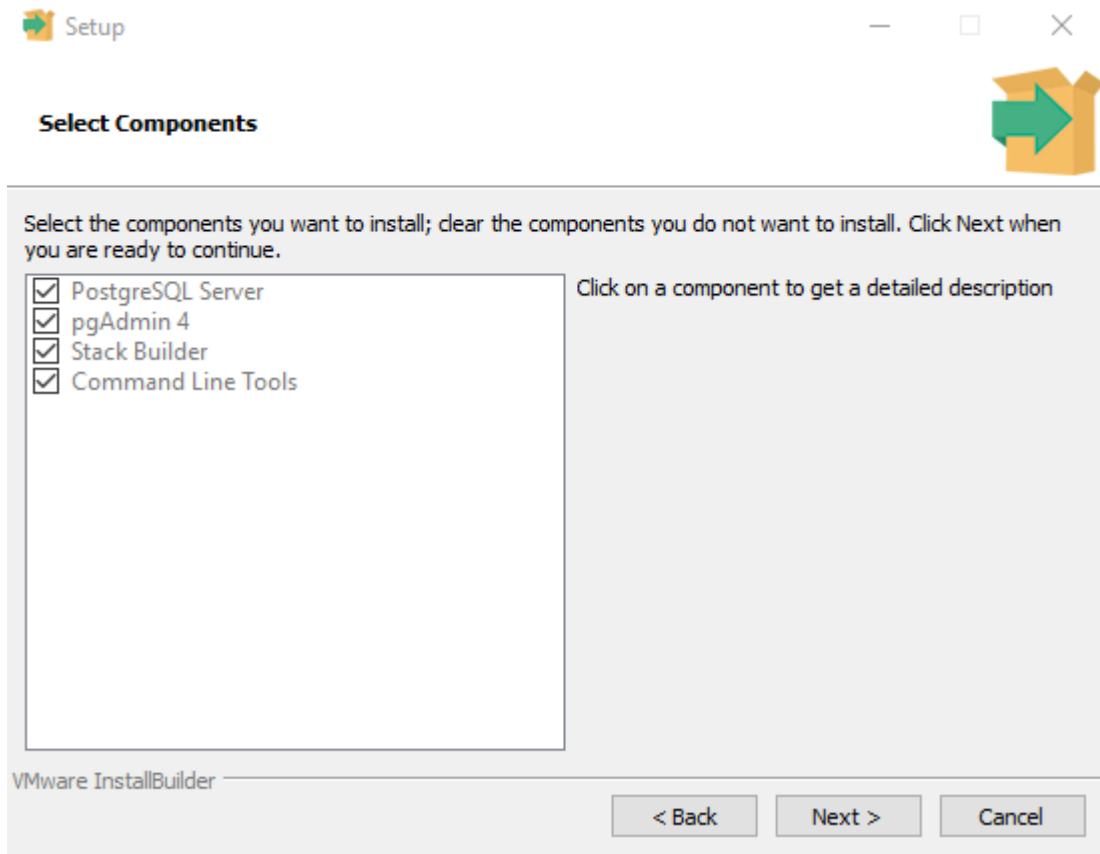 Setup
Select Components
Select the components you want to install; clear the components you do not want to install. Click Next when
you are ready to continue.
PostgreSQL Server
pgAdmin 4
Stack Builder
Command Line Tools
Click on a component to get a detailed description
VMware InstallBuilder
< Back
Next >
Cancel